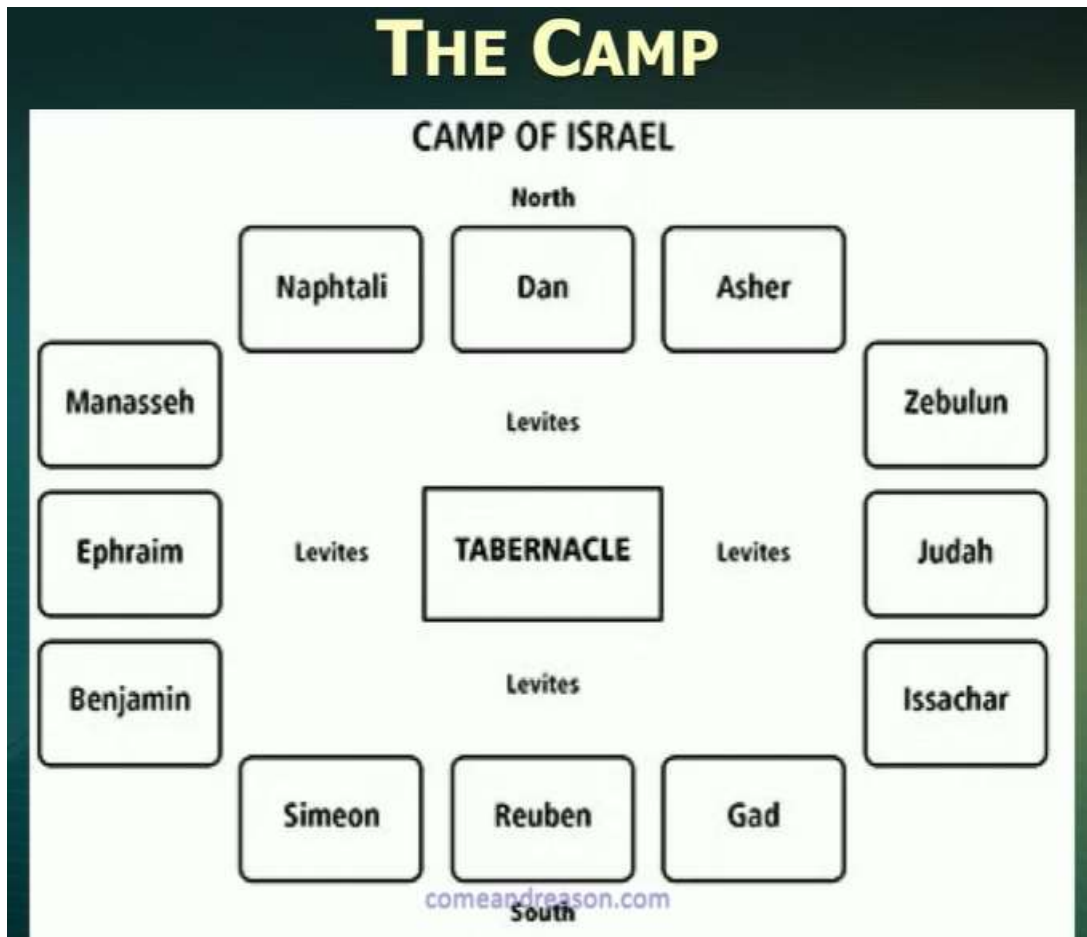 THE CAMP
CAMP OF ISRAEL
North
Naphtali Dan Asher
Manasseh Zebulun
Levites
Ephraim Levites TABERNACLE Levites Judah
Levites
Benjamin Issachar
Simeon Reuben Gad
comeandreason.com
South